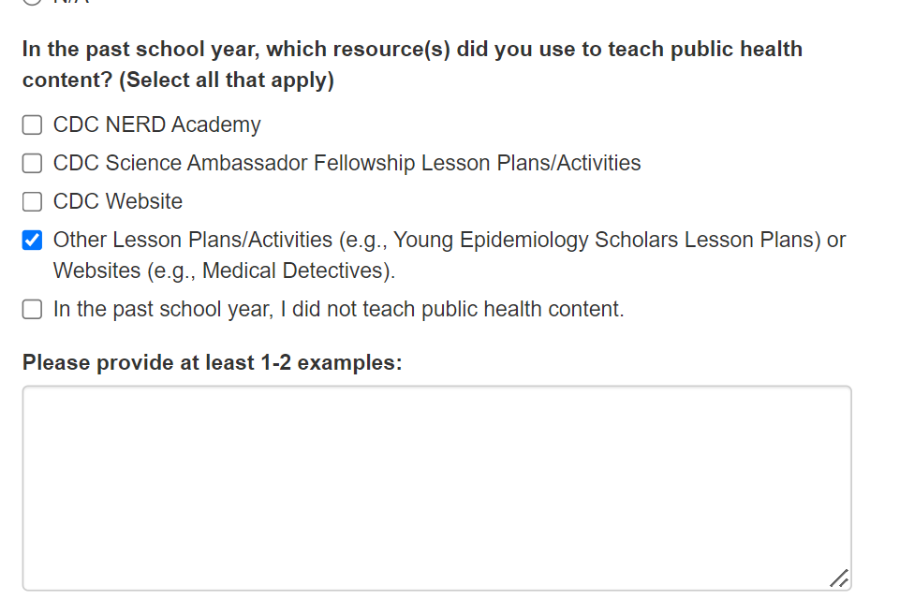 In the past school year, which resource(s) did you use to teach public health
content? (Select all that apply)
CDC NERD Academy
CDC Science Ambassador Fellowship Lesson Plans/Activities
CDC Website
Other Lesson Plans/Activities (e.g., Young Epidemiology Scholars Lesson Plans) or
Websites (e.g., Medical Detectives).
In the past school year, I did not teach public health content.
Please provide at least 1-2 examples: